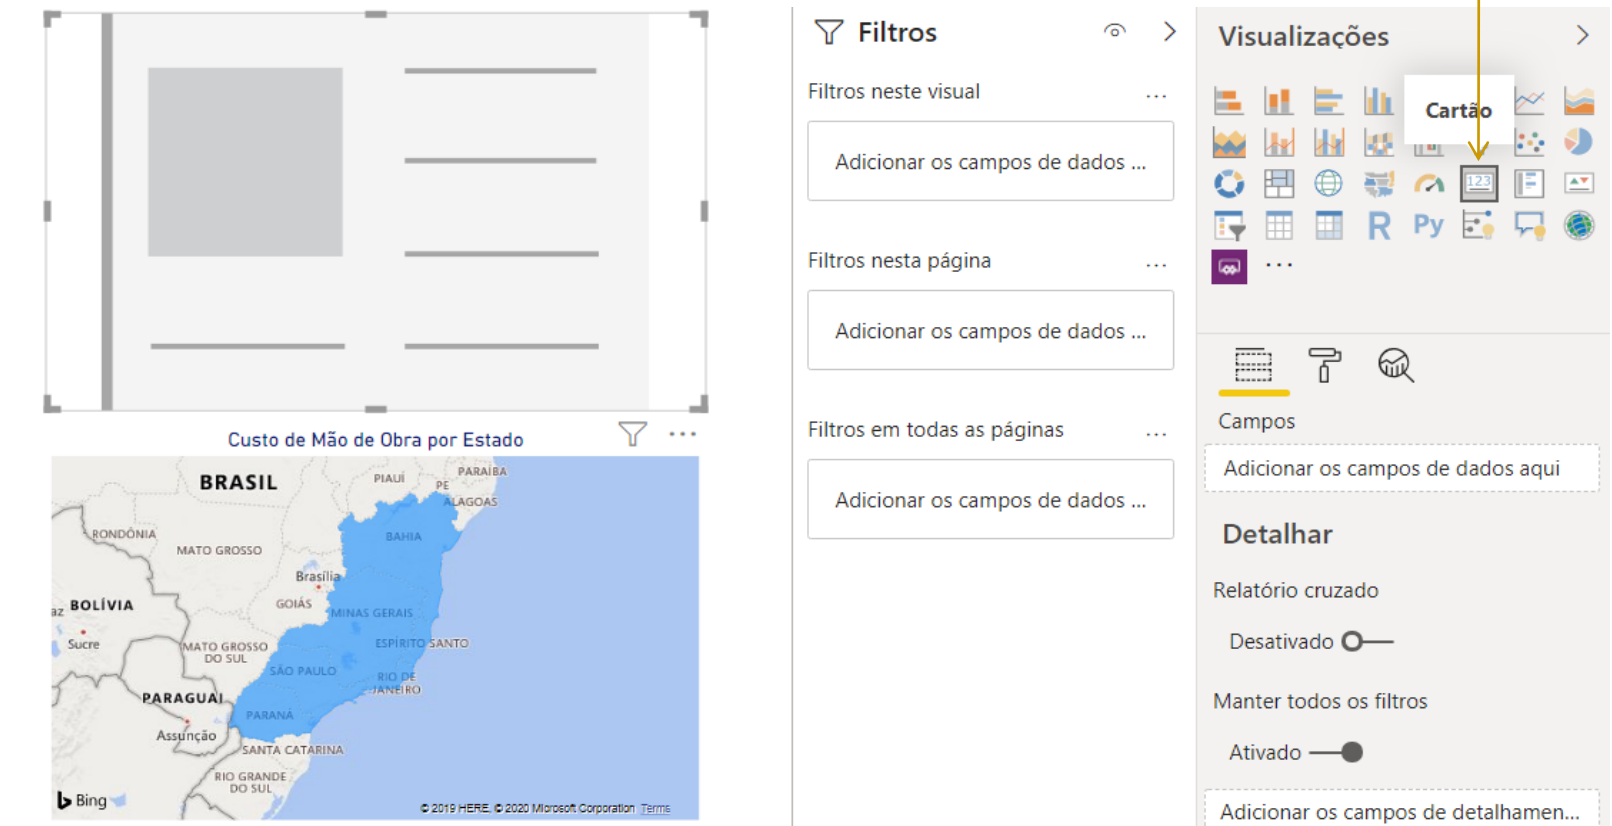 Custo de Mão de Obra por Estado
BRASIL
PIAUÍ
PARAÍBA
PE
ALAGOAS
RONDÔNIA
MATO GROSSO
BAHIA
Brasília
GOIÁS
MINAS GERAIS
az BOLÍVIA
Sucre
MATO GROSSO
DO SUL
ESPÍRITO SANTO
SÃO PAULO
RIO DE
JANEIRO
PARAGUAI
PARANÁ
Assunção
SANTA CATARINA
RIO GRANDE
DO SUL
Bing
© 2019 HERE, © 2020 Microsoft Corporation Terms
Filtros
Filtros neste visual ...
Adicionar os campos de dados ...
Filtros nesta página ...
Adicionar os campos de dados ...
Filtros em todas as páginas ...
Adicionar os campos de dados ...
Visualizações
Cartão
123
R
Py
...
Campos
Adicionar os campos de dados aqui
Detalhar
Relatório cruzado
Desativado
Manter todos os filtros
Ativado
Adicionar os campos de detalhamen...